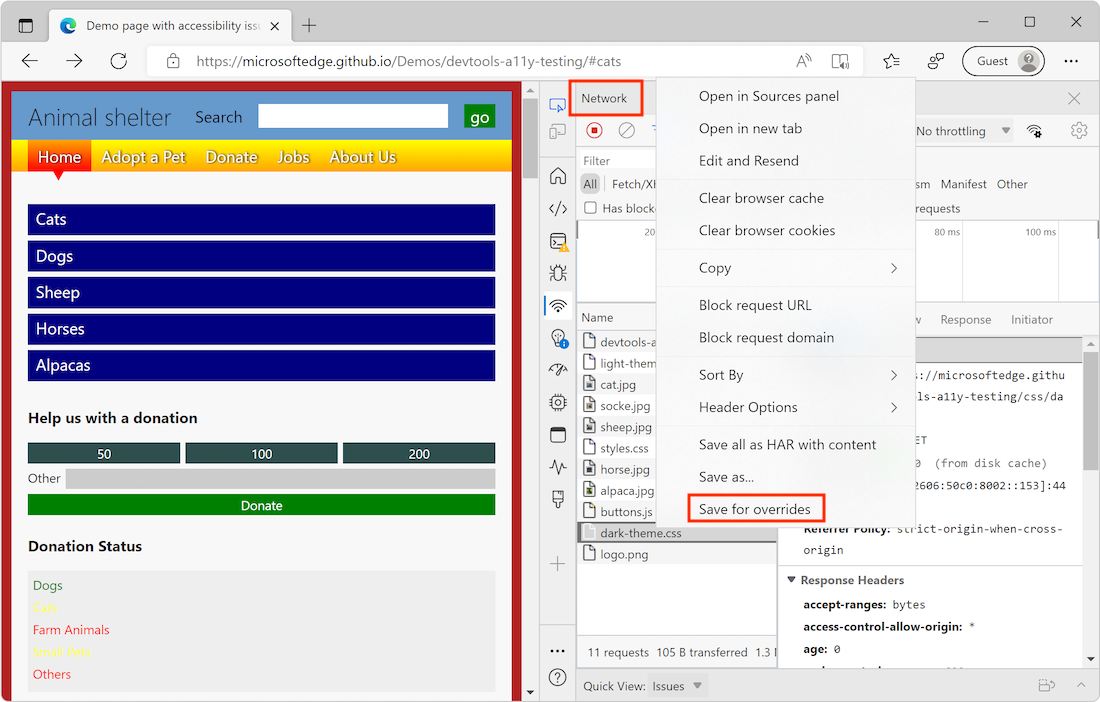 Demo page with accessibility issu
https://microsoftedge.github.io/Demos/devtools-a11y-testing/#cats
Guest
Animal shelter
Search
go
Home
Adopt a Pet
Donate
Jobs
About Us
Cats
Dogs
Sheep
Horses
Alpacas
Help us with a donation
50
100
200
Other
Donate
Donation Status
Dogs
Cats
Farm Animals
Small Pets
Others
Network
No throttling
Filter
All
Fetch/XH
sm
Manifest
Other
Has block
requests
20
80 ms
100 ms
Name
devtools-a
light-them
cat.jpg
socke.jpg
sheep.jpg
styles.css
horse.jpg
alpaca.jpg
buttons.js
dark-theme.css
logo.png
11 requests
105 B transferred
1.3
Quick View:
Issues
Open in Sources panel
Open in new tab
Edit and Resend
Clear browser cache
Clear browser cookies
Copy
Block request URL
Block request domain
Sort By
Header Options
Save all as HAR with content
Save as...
Save for overrides
w
Response
Initiator
s://microsoftedge.githu
ls-a11y-testing/css/da
ET
0 (from disk cache)
2606:50c0:8002::153]:44
Referrer Policy: strict-origin-when-cross-
origin
Response Headers
accept-ranges: bytes
access-control-allow-origin: *
age: 0